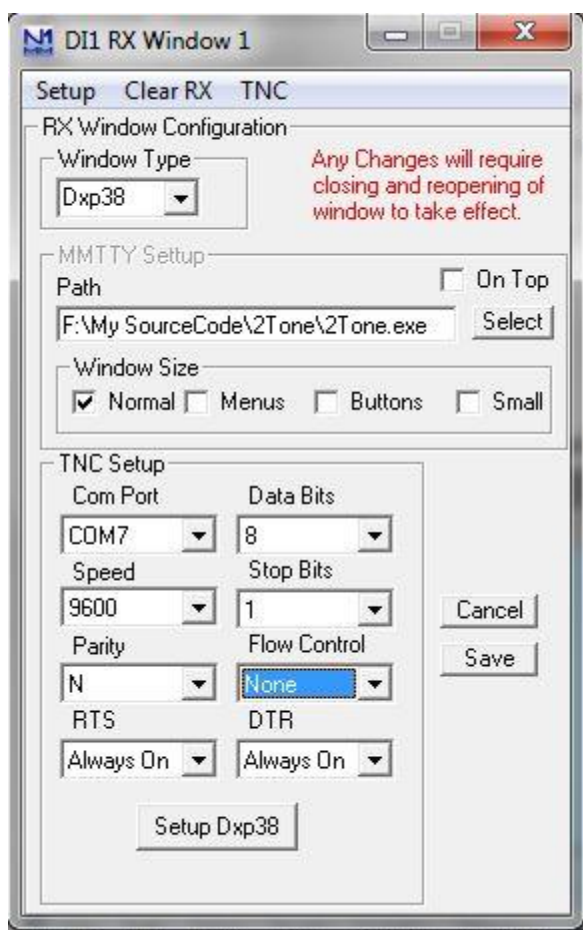 DI1 RX Window 1
Setup Clear RX TNC
RX Window Configuration
Window Type
Dxp38
Any Changes will require
closing and reopening of
window to take effect.
MMTTY Settup
Path
On Top
F:\My SourceCode\2Tone\2Tone.exe
Select
Window Size
Normal Menus Buttons Small
TNC Setup
Com Port Data Bits
COM7 8
Speed Stop Bits
9600 1
Parity Flow Control
N None
RTS DTR
Always On Always On
Setup Dxp38
Cancel
Save